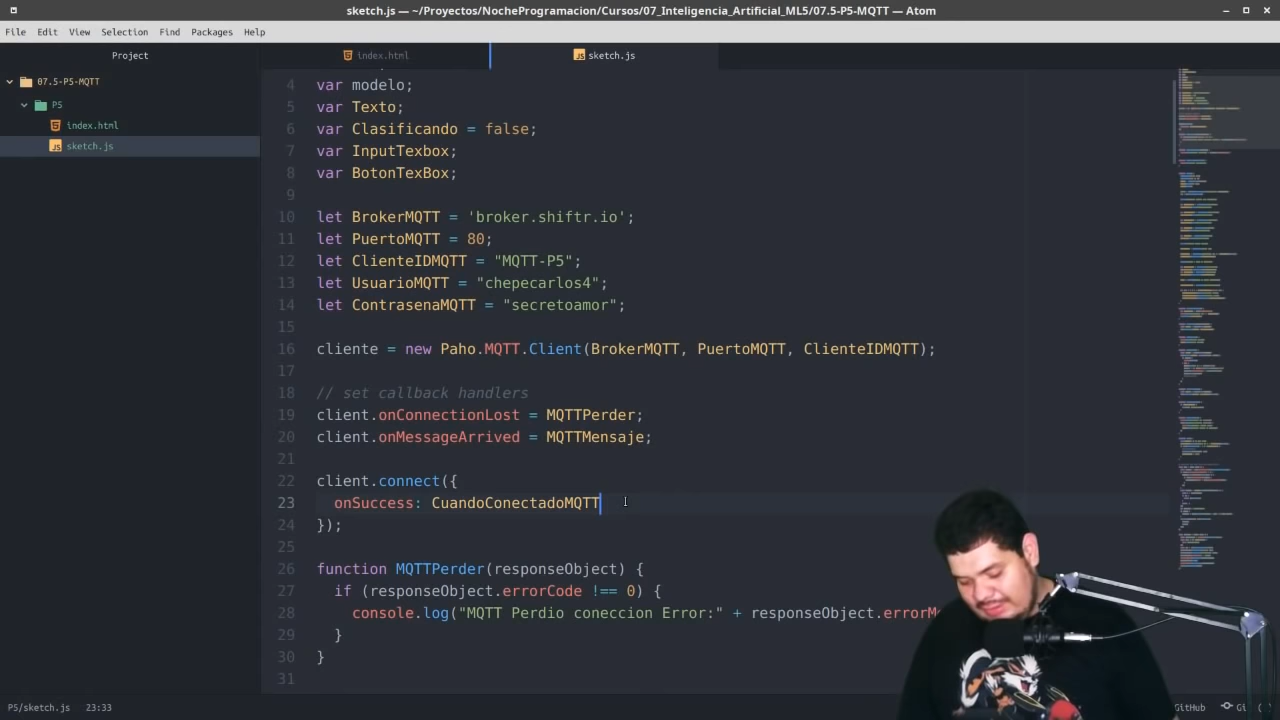 sketch.js — ~/Proyectos/NocheProgramacion/Cursos/07_Inteligencia_Artificial_ML5/07.5-P5-MQTT — Atom
File Edit View Selection Find Packages Help
Project
index.html
sketch.js
07.5-P5-MQTT
P5
index.html
sketch.js
4 var modelo;
5 var Texto;
6 var Clasificando = false;
7 var InputTexbox;
8 var BotonTexBox;
9
10 let BrokerMQTT = 'broker.shiftr.io';
11 let PuertoMQTT = 80;
12 let ClienteIDMQTT = "MQTT-P5";
13 let UsuarioMQTT = "chepecarlos4";
14 let ContrasenaMQTT = "secretoamor";
15
16 cliente = new Paho.MQTT.Client(BrokerMQTT, PuertoMQTT, ClienteIDMQTT);
17
18 // set callback handlers
19 client.onConnectionLost = MQTTPerder;
20 client.onMessageArrived = MQTTMensaje;
21
22 client.connect({
23 onSuccess: CuandoConectadoMQTT
24 });
25
26 function MQTTPerder(responseObject) {
27 if (responseObject.errorCode !== 0) {
28 console.log("MQTT Perdio coneccion Error:" + responseObject.errorM
29 }
30 }
31
P5/sketch.js 23:33
GitHub